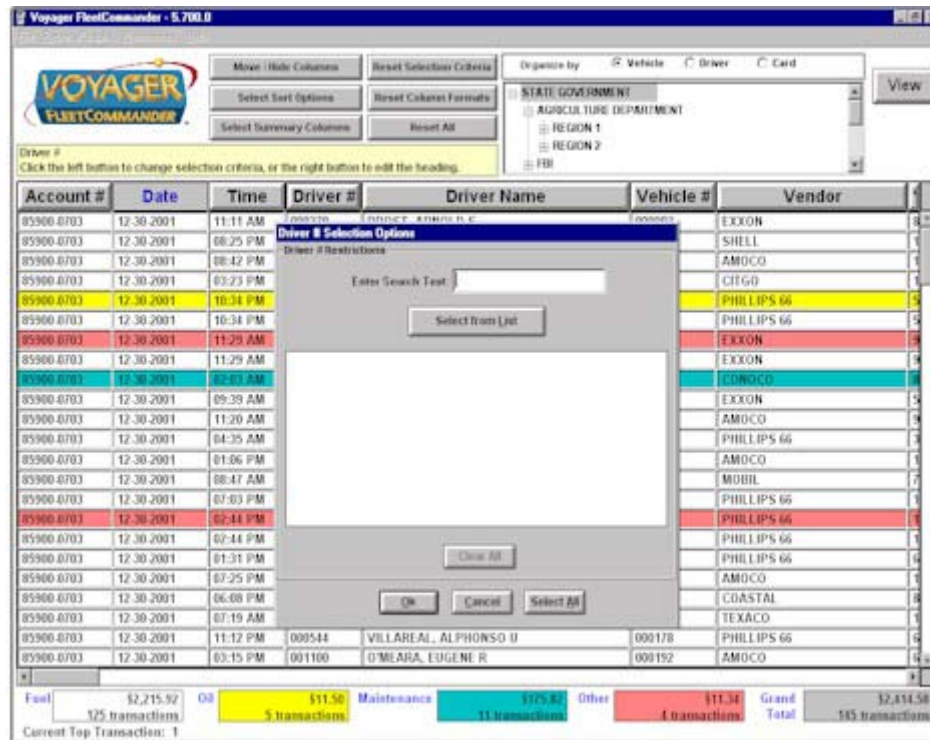 Voyager FleetCommander - 5.700.0
VOYAGER
FLEETCOMMANDER
Move / Hide Columns
Reset Selection Criteria
Select Sort Options
Reset Column Formats
Select Summary Columns
Reset All
Organize by Vehicle Driver Card
View
STATE GOVERNMENT
AGRICULTURE DEPARTMENT
REGION 1
REGION 2
FBI
Driver #
Click the left button to change selection criteria, or the right button to edit the heading.
Account # Date Time Driver # Driver Name Vehicle # Vendor
85900-0703 12-30-2001 11:11 AM EXXON
85900-0703 12-30-2001 08:25 PM SHELL
85900-0703 12-30-2001 08:42 PM AMOCO
85900-0703 12-30-2001 03:23 PM CITGO
85900-0703 12-30-2001 10:34 PM PHILLIPS 66
85900-0703 12-30-2001 10:34 PM PHILLIPS 66
85900-0703 12-30-2001 11:29 AM EXXON
85900-0703 12-30-2001 11:29 AM EXXON
85900-0703 12-30-2001 02:03 AM CONOCO
85900-0703 12-30-2001 09:39 AM EXXON
85900-0703 12-30-2001 11:20 AM AMOCO
85900-0703 12-30-2001 04:35 AM PHILLIPS 66
85900-0703 12-30-2001 01:06 PM AMOCO
85900-0703 12-30-2001 08:47 AM MOBIL
85900-0703 12-30-2001 07:03 PM PHILLIPS 66
85900-0703 12-30-2001 02:44 PM PHILLIPS 66
85900-0703 12-30-2001 02:44 PM PHILLIPS 66
85900-0703 12-30-2001 01:31 PM PHILLIPS 66
85900-0703 12-30-2001 07:25 PM AMOCO
85900-0703 12-30-2001 06:08 PM COASTAL
85900-0703 12-30-2001 07:19 AM TEXACO
85900-0703 12-30-2001 11:12 PM 000544 VILLAREAL, ALPHONSO U 000178 PHILLIPS 66
85900-0703 12-30-2001 03:15 PM 001100 O'MEARA, EUGENE R 000192 AMOCO
Driver # Selection Options
Driver # Restrictions
Enter Search Text
Select from List
Clear All
Ok Cancel Select All
Fuel $2,215.92 Oil $11.50 Maintenance $175.82 Other $11.34 Grand $2,414.58
125 transactions 5 transactions 11 transactions 4 transactions Total 145 transactions
Current Top Transaction: 1